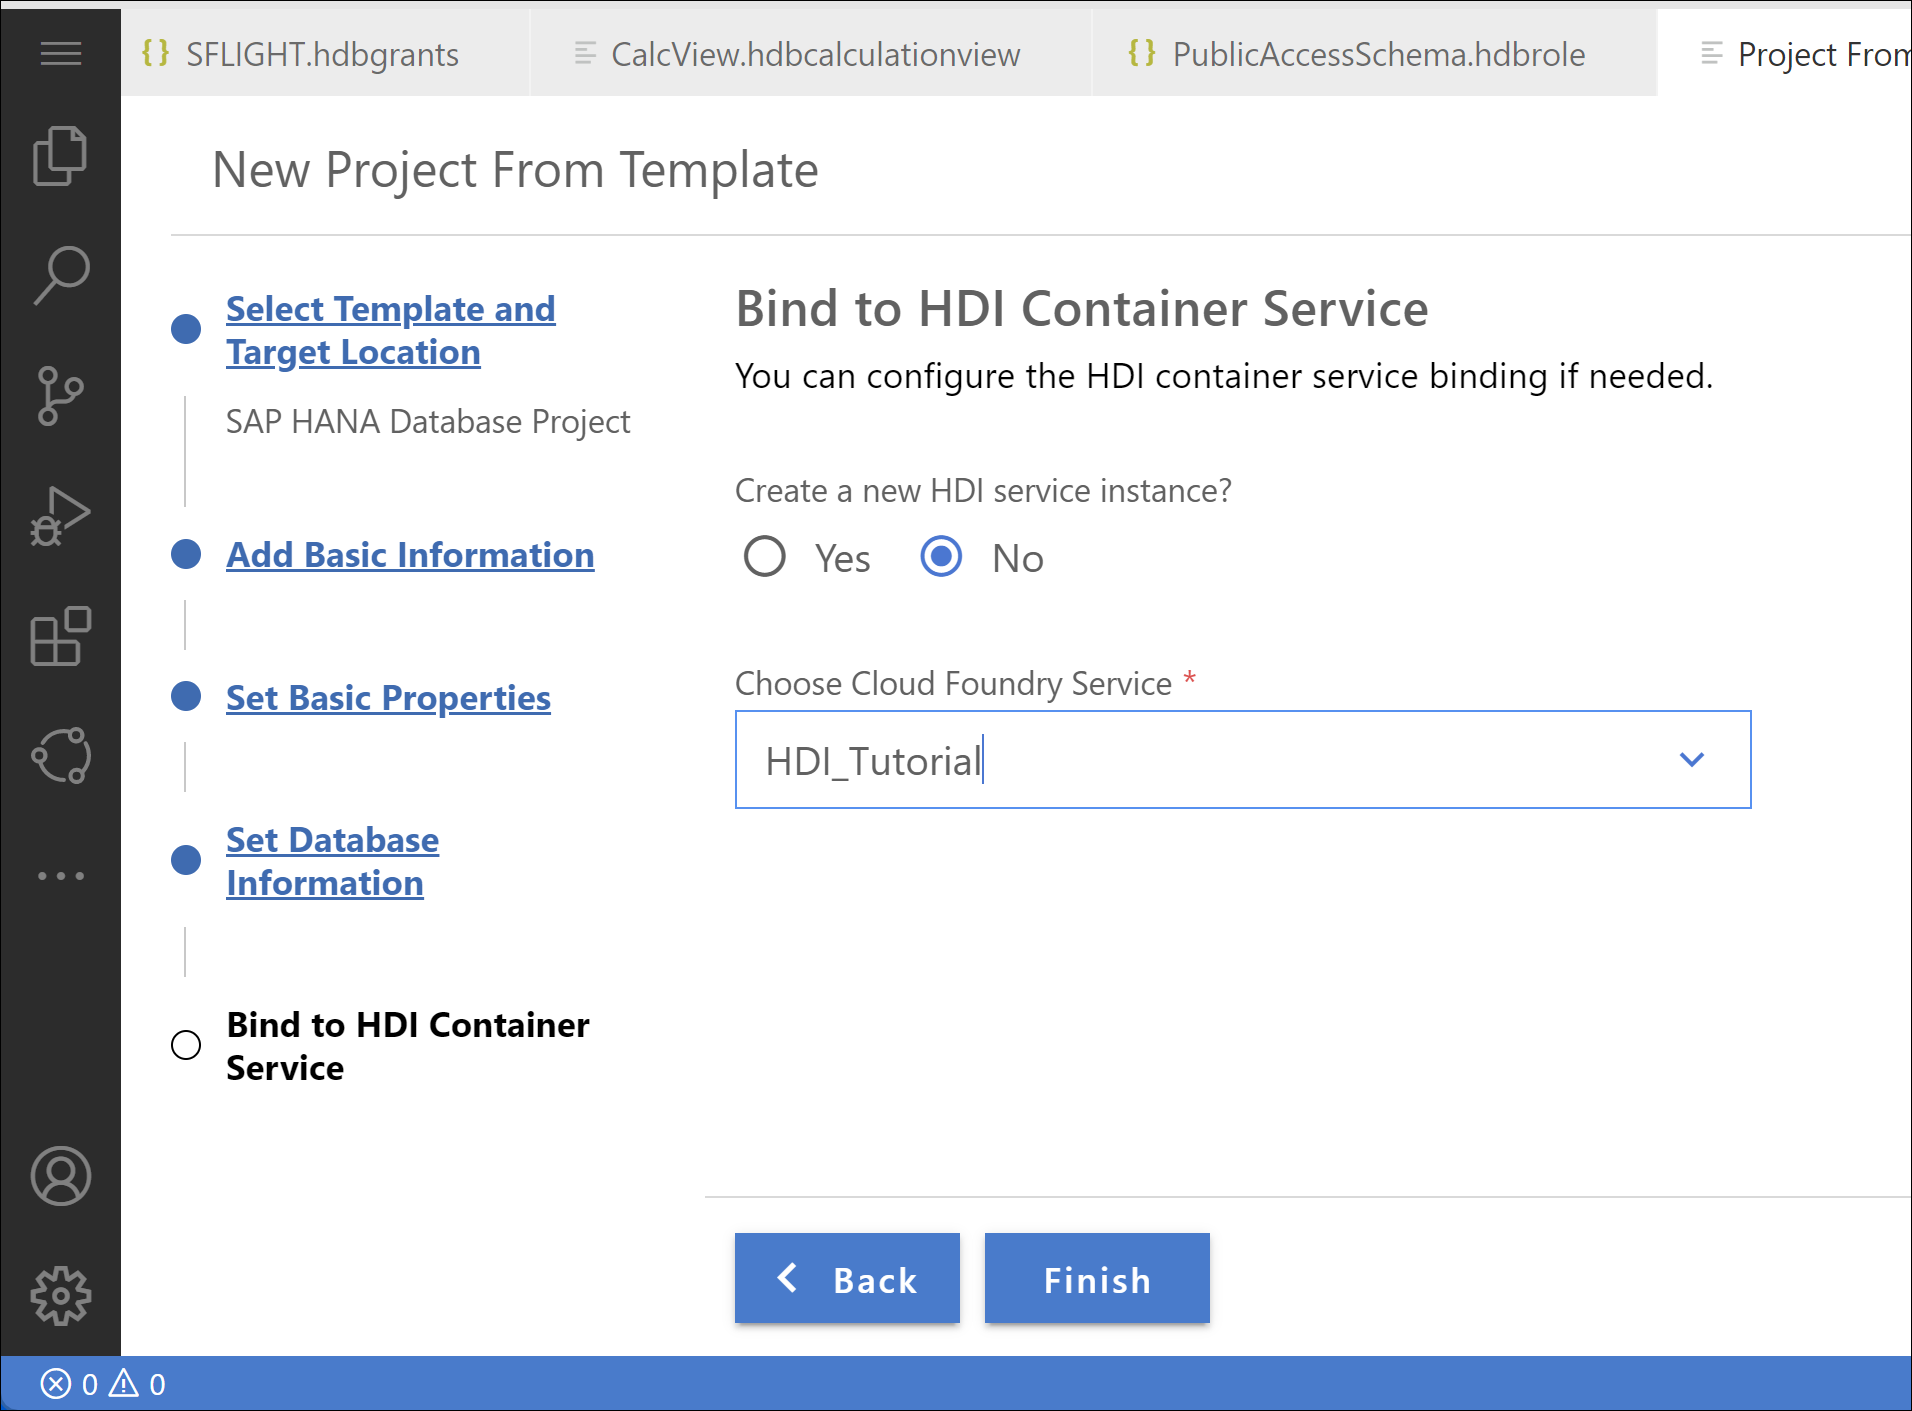 {} SFLIGHT.hdbgrants
CalcView.hdbcalculationview
{} PublicAccessSchema.hdbrole
Project From
New Project From Template
Select Template and
Target Location
SAP HANA Database Project
Add Basic Information
Set Basic Properties
Set Database
Information
Bind to HDI Container
Service
Bind to HDI Container Service
You can configure the HDI container service binding if needed.
Create a new HDI service instance?
Yes No
Choose Cloud Foundry Service *
HDI_Tutorial
Back
Finish
0 0